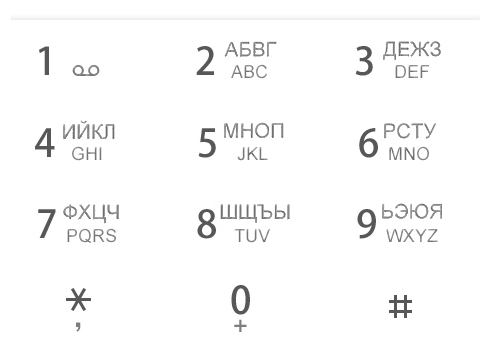 1 2 АБВГ 3 ДЕЖЗ
ABC DEF
4 ИЙКЛ 5 МНОП 6 РСТУ
GHI JKL MNO
7 ФХЦЧ 8 ШЩЪЫ 9 ЬЭЮЯ
PQRS TUV WXYZ
* 0 #
, +